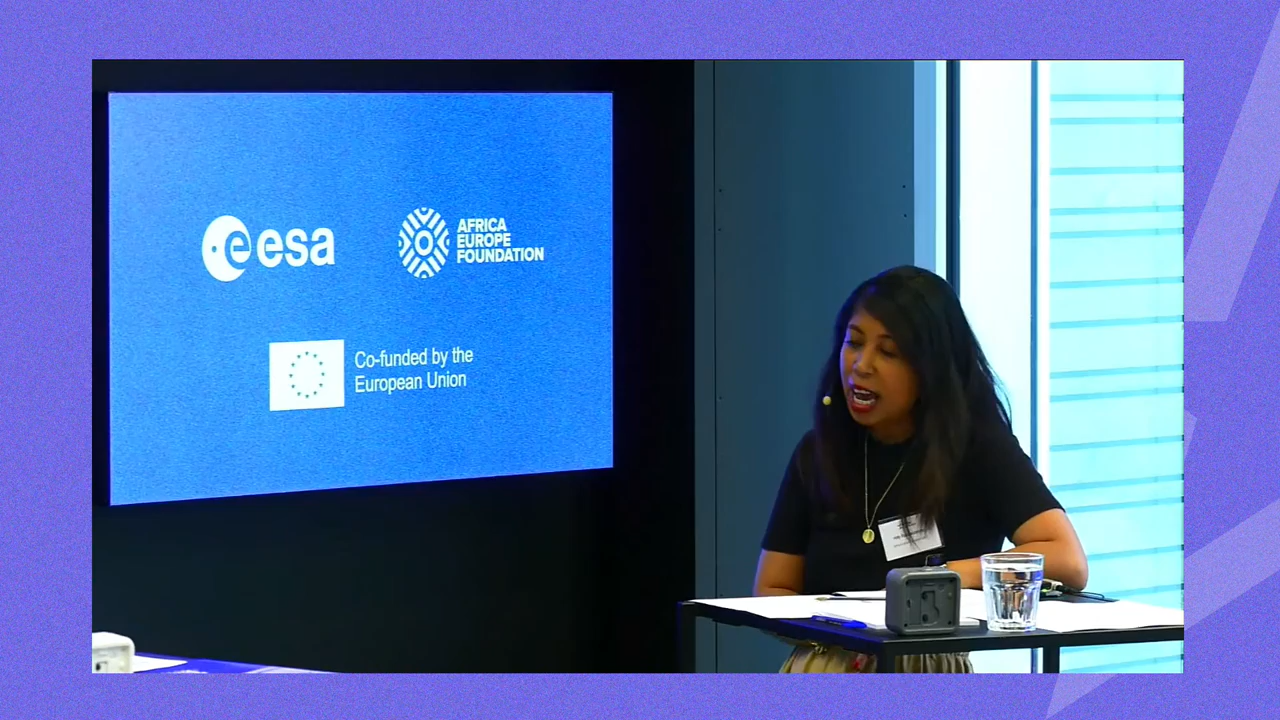 esa
AFRICA
EUROPE
FOUNDATION
Co-funded by the
European Union